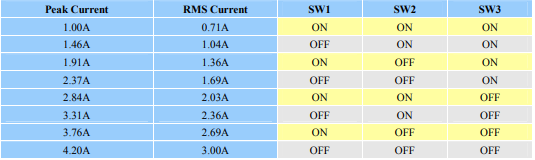 Peak Current RMS Current SW1 SW2 SW3
1.00A 0.71A ON ON ON
1.46A 1.04A OFF ON ON
1.91A 1.36A ON OFF ON
2.37A 1.69A OFF OFF ON
2.84A 2.03A ON ON OFF
3.31A 2.36A OFF ON OFF
3.76A 2.69A ON OFF OFF
4.20A 3.00A OFF OFF OFF